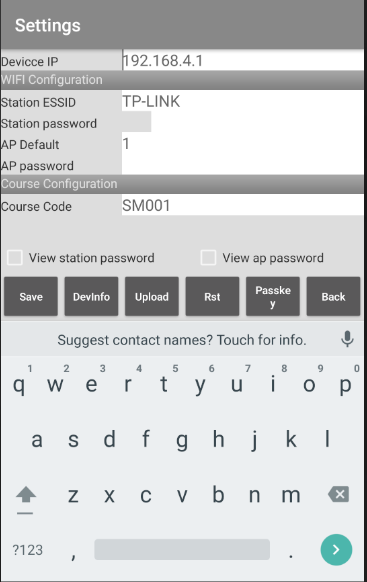 Settings
Devicce IP 192.168.4.1
WIFI Configuration
Station ESSID TP-LINK
Station password
AP Default 1
AP password
Course Configuration
Course Code SM001
View station password View ap password
Save DevInfo Upload Rst Passke
y Back
Suggest contact names? Touch for info.
1 2 3 4 5 6 7 8 9 0
q w e r t y u i o p
a s d f g h j k l
z x c v b n m
?123 , .